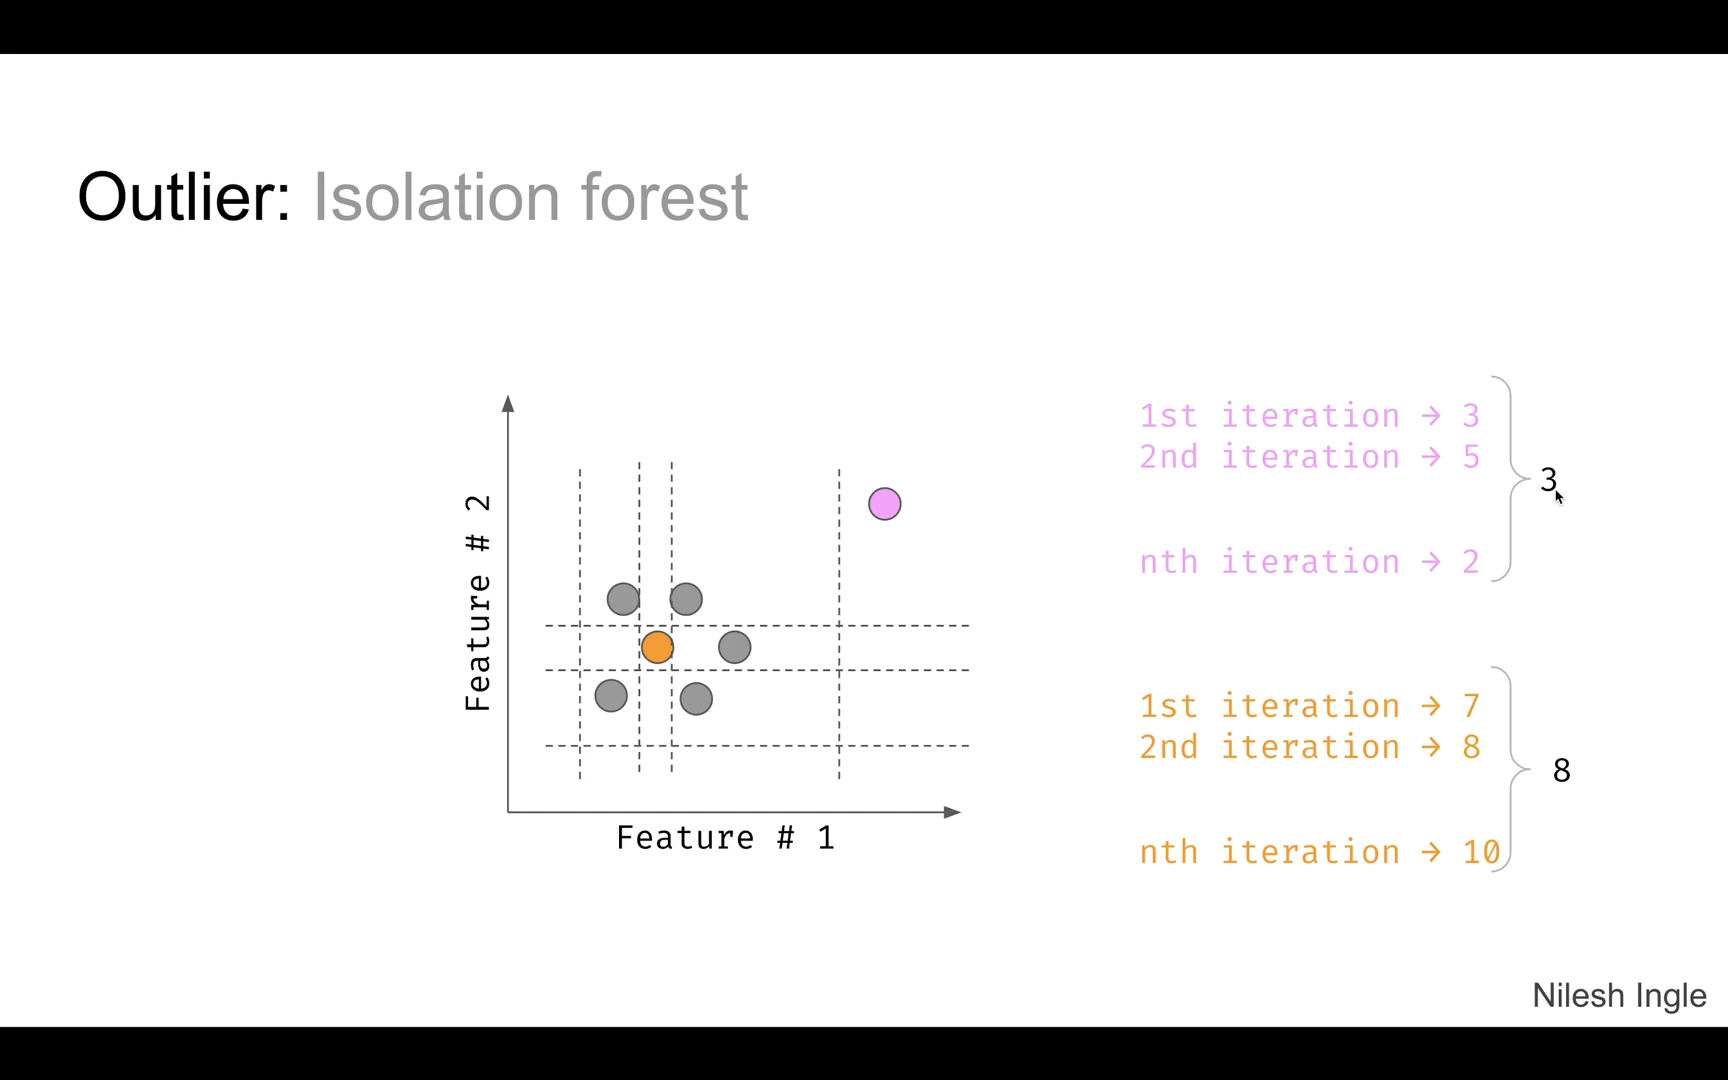 Outlier: Isolation forest
Feature # 2
Feature # 1
1st iteration → 3
2nd iteration → 5
nth iteration → 2
3
1st iteration → 7
2nd iteration → 8
nth iteration → 10
8
Nilesh Ingle